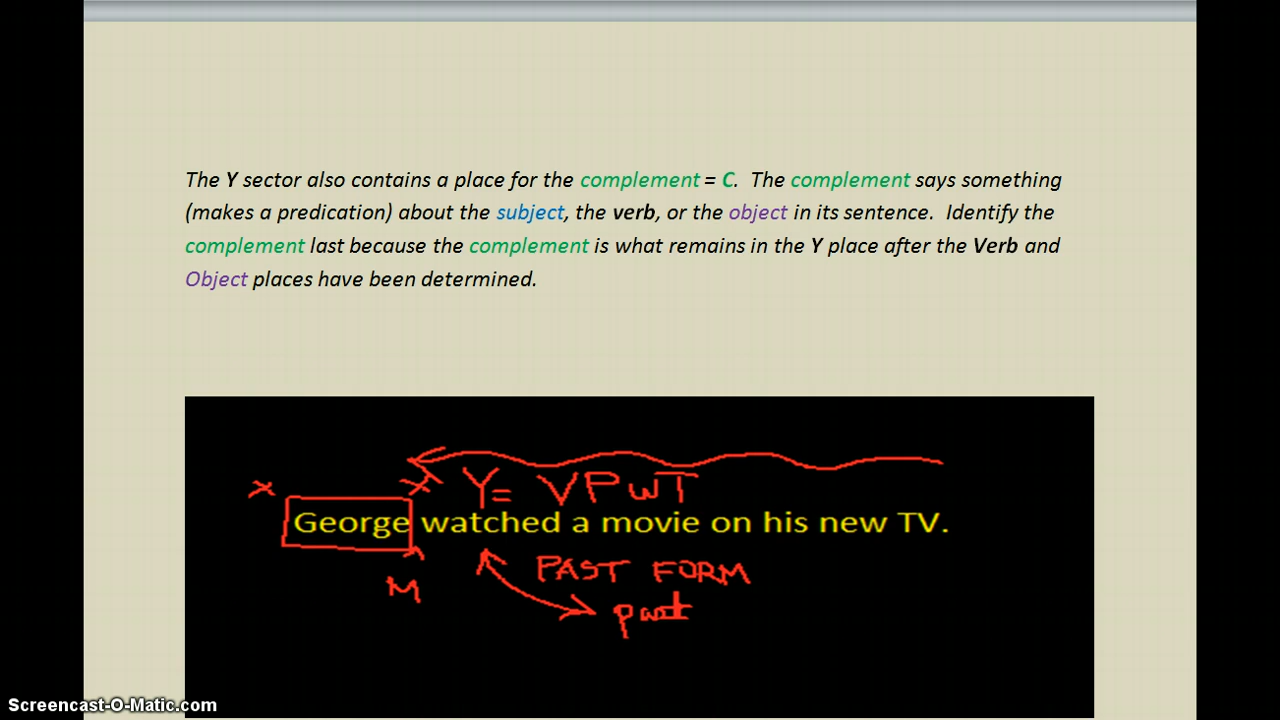 The Y sector also contains a place for the complement = C. The complement says something
(makes a predication) about the subject, the verb, or the object in its sentence. Identify the
complement last because the complement is what remains in the Y place after the Verb and
Object places have been determined.
x Y= VPwT
George watched a movie on his new TV.
PAST FORM
M
Screencast-O-Matic.com